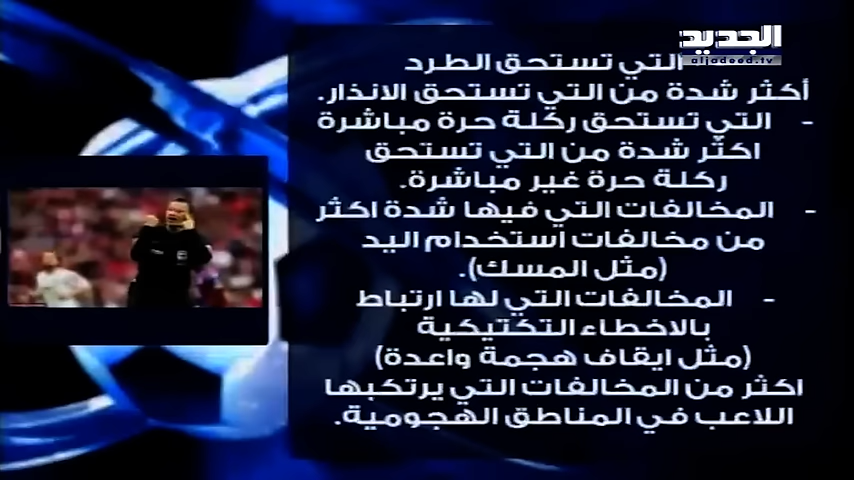 الجديد
aljadeed.tv
التي تستحق الطرد
أكثر شدة من التي تستحق الانذار.
- التي تستحق ركلة حرة مباشرة
اكثر شدة من التي تستحق
ركلة حرة غير مباشرة.
- المخالفات التي فيها شدة اكثر
من مخالفات استخدام اليد
(مثل المسك).
- المخالفات التي لها ارتباط
بالاخطاء التكتيكية
(مثل ايقاف هجمة واعدة)
اكثر من المخالفات التي يرتكبها
اللاعب في المناطق الهجومية.